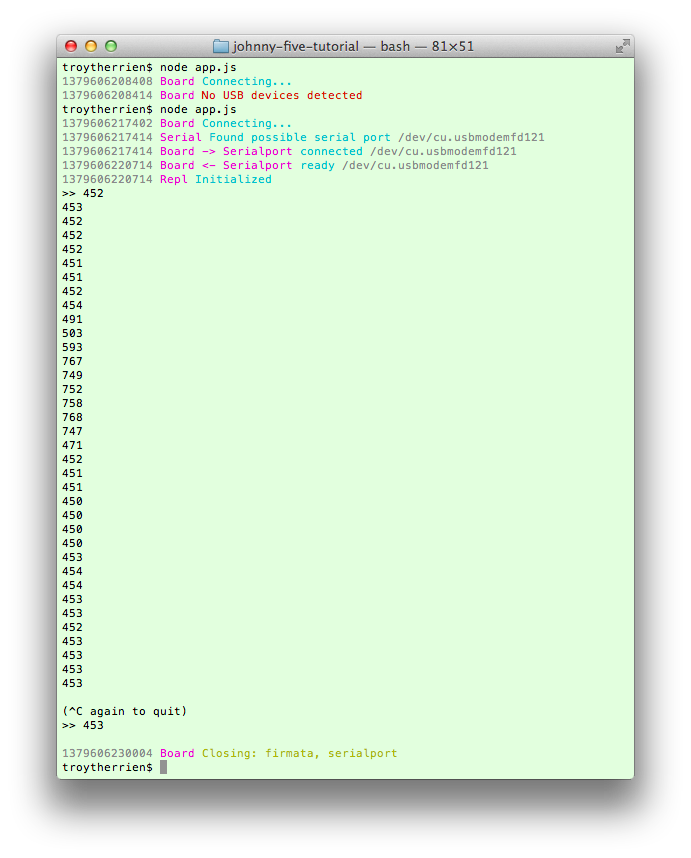 johnny-five-tutorial — bash — 81×51
troytherrien$ node app.js
1379606208408 Board Connecting...
1379606208414 Board No USB devices detected
troytherrien$ node app.js
1379606217402 Board Connecting...
1379606217414 Serial Found possible serial port /dev/cu.usbmodemfd121
1379606217414 Board -> Serialport connected /dev/cu.usbmodemfd121
1379606220714 Board <- Serialport ready /dev/cu.usbmodemfd121
1379606220714 Repl Initialized
>> 452
453
452
452
452
451
451
452
454
491
503
593
767
749
752
758
768
747
471
452
451
451
450
450
450
450
453
454
454
453
453
452
453
453
453
453
(^C again to quit)
>> 453
1379606230004 Board Closing: firmata, serialport
troytherrien$